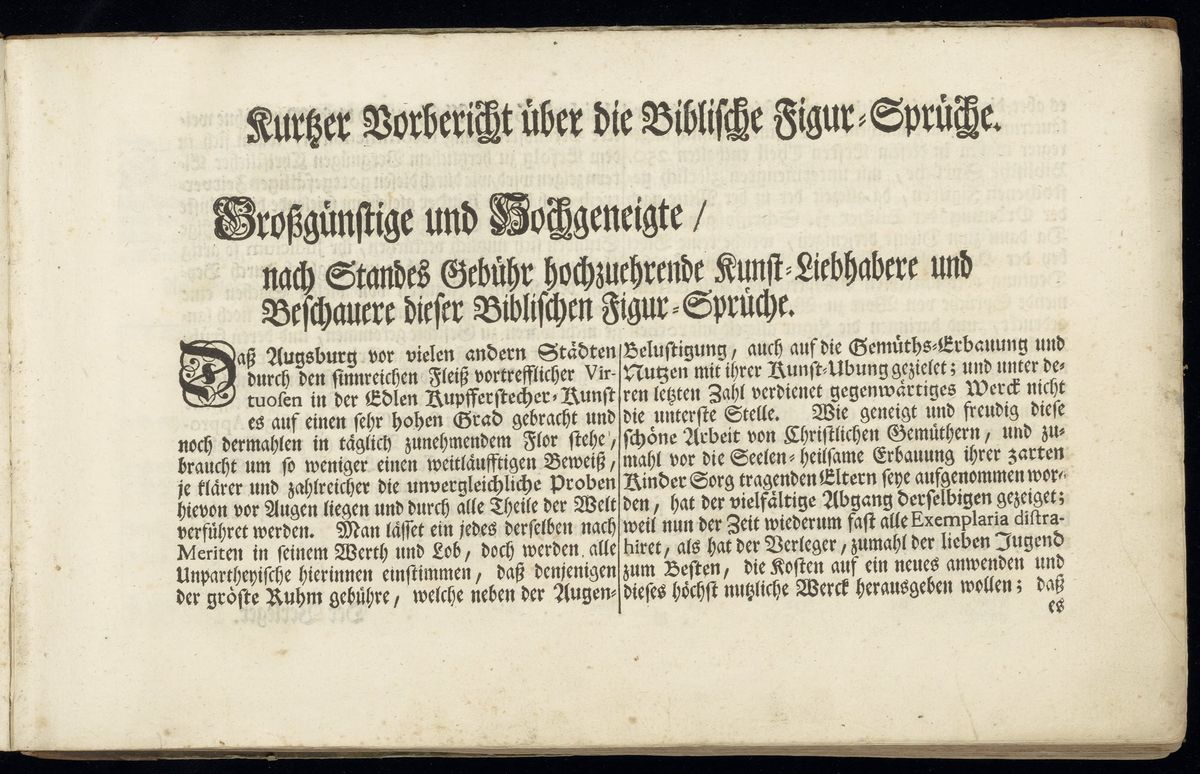 Kurtzer Vorbericht über die Biblische Figur-Sprüche.
Großgünstige und Hochgeneigte /
nach Standes Gebühr hochzuehrende Kunst-Liebhabere und
Beschauere dieser Biblischen Figur-Sprüche.
Daß Augsburg vor vielen andern Städten
durch den sinnreichen Fleiß vortrefflicher Vir-
tuosen in der Edlen Kupfferstecher-Kunst
es auf einen sehr hohen Grad gebracht und
noch dermahlen in täglich zunehmendem Flor stehe,
braucht um so weniger einen weitläufftigen Beweiß,
je klärer und zahlreicher die unvergleichliche Proben
hievon vor Augen liegen und durch alle Theile der Welt
verführet werden. Man lässet ein jedes derselben nach
Meriten in seinem Werth und Lob, doch werden alle
Unpartheyische hierinnen einstimmen, daß denjenigen
der gröste Ruhm gebühre, welche neben der Augen-
Belustigung, auch auf die Gemüths-Erbauung und
Nutzen mit ihrer Kunst-Ubung gezielet; und unter de-
ren letzten Zahl verdienet gegenwärtiges Werck nicht
die unterste Stelle. Wie geneigt und freudig diese
schöne Arbeit von Christlichen Gemüthern, und zu-
mahl vor die Seelen-heilsame Erbauung ihrer zarten
Kinder Sorg tragenden Eltern seye aufgenommen wor-
den, hat der vielfältige Abgang derselbigen gezeiget;
weil nun der Zeit wiederum fast alle Exemplaria distra-
hiret, als hat der Verleger, zumahl der lieben Jugend
zum Besten, die Kosten auf ein neues anwenden und
dieses höchst nutzliche Werck herausgeben wollen; daß
es